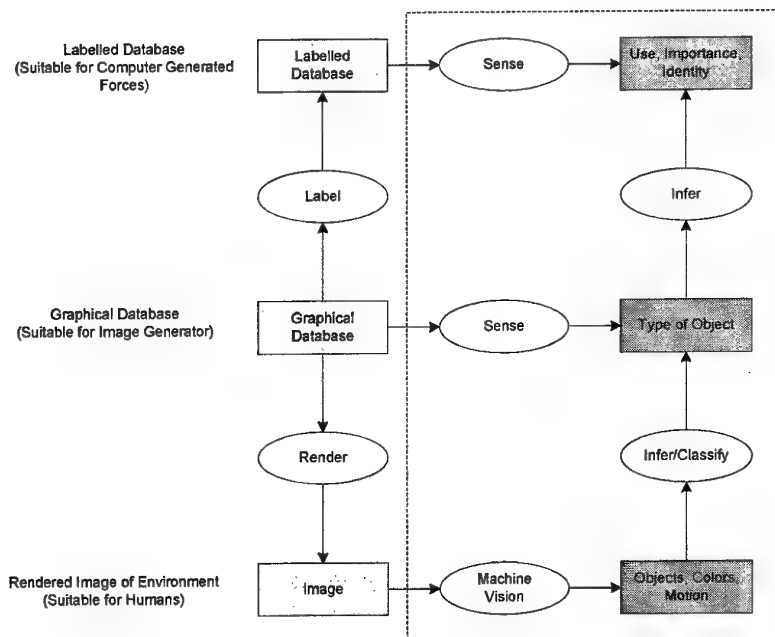 Labelled Database
(Suitable for Computer Generated
Forces)
Labelled
Database
Sense
Use, Importance,
Identity
Label
Infer
Graphical Database
(Suitable for Image Generator)
Graphical
Database
Sense
Type of Object
Render
Infer/Classify
Rendered Image of Environment
(Suitable for Humans)
Image
Machine
Vision
Objects, Colors,
Motion